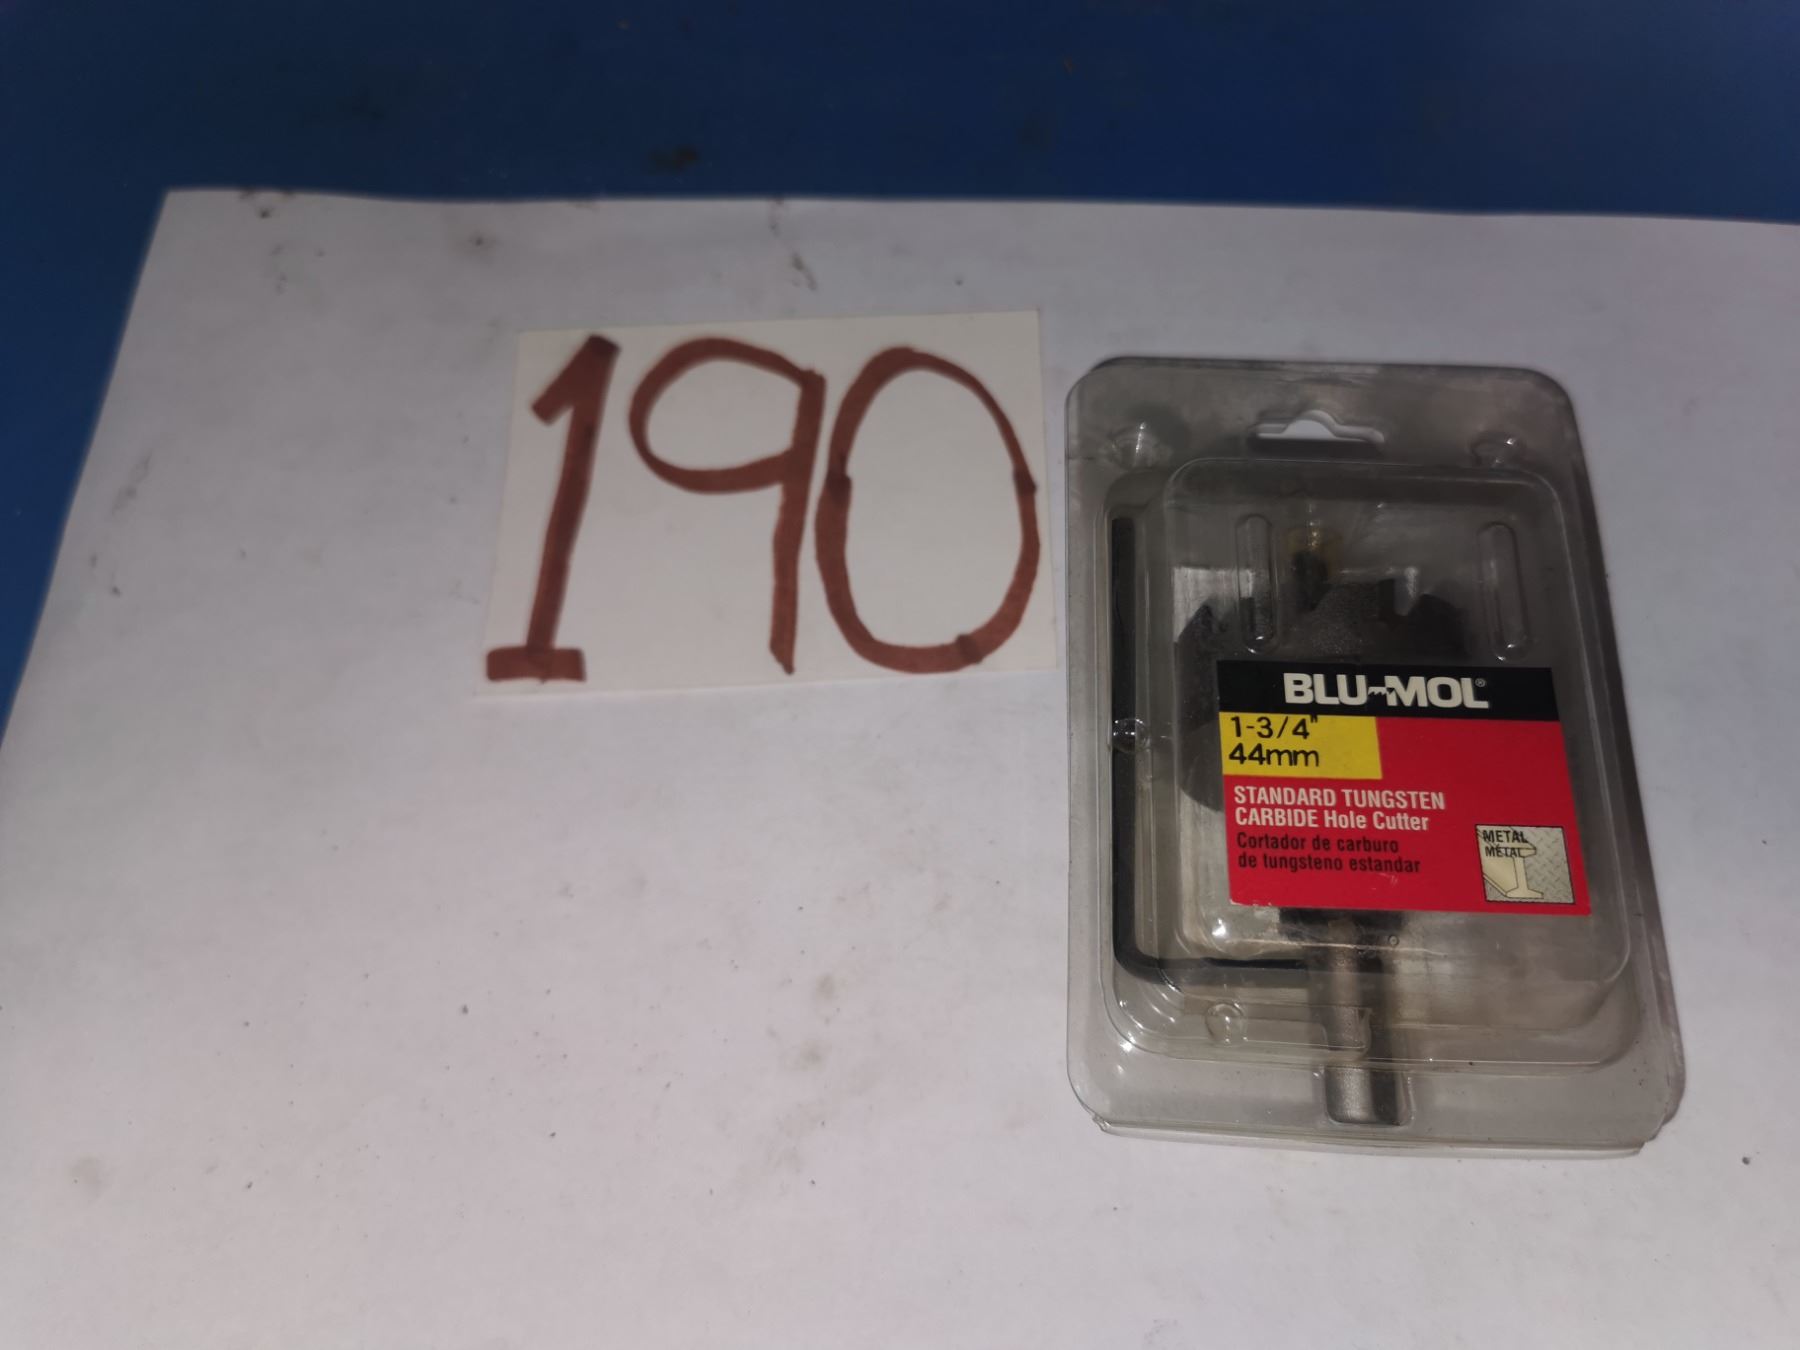 190
BLU-MOL®
1-3/4"
44mm
STANDARD TUNGSTEN
CARBIDE Hole Cutter
Cortador de carburo
de tungsteno estandar
METAL
METAL